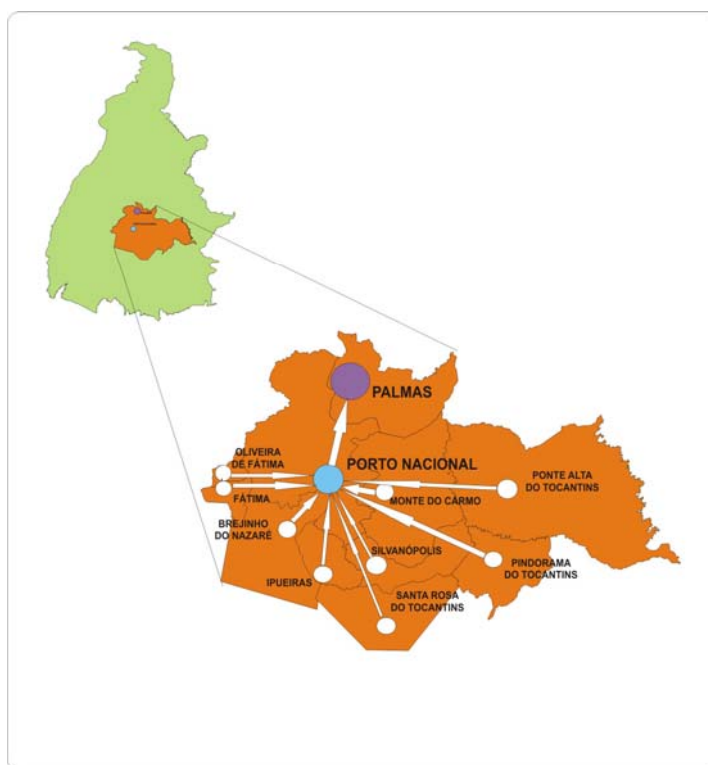 PALMAS
OLIVEIRA
DE FÁTIMA
PORTO NACIONAL
FÁTIMA
MONTE DO CARMO
PONTE ALTA
DO TOCANTINS
BREJINHO
DO NAZARÉ
SILVANÓPOLIS
IPUEIRAS
PINDORAMA
DO TOCANTINS
SANTA ROSA
DO TOCANTINS